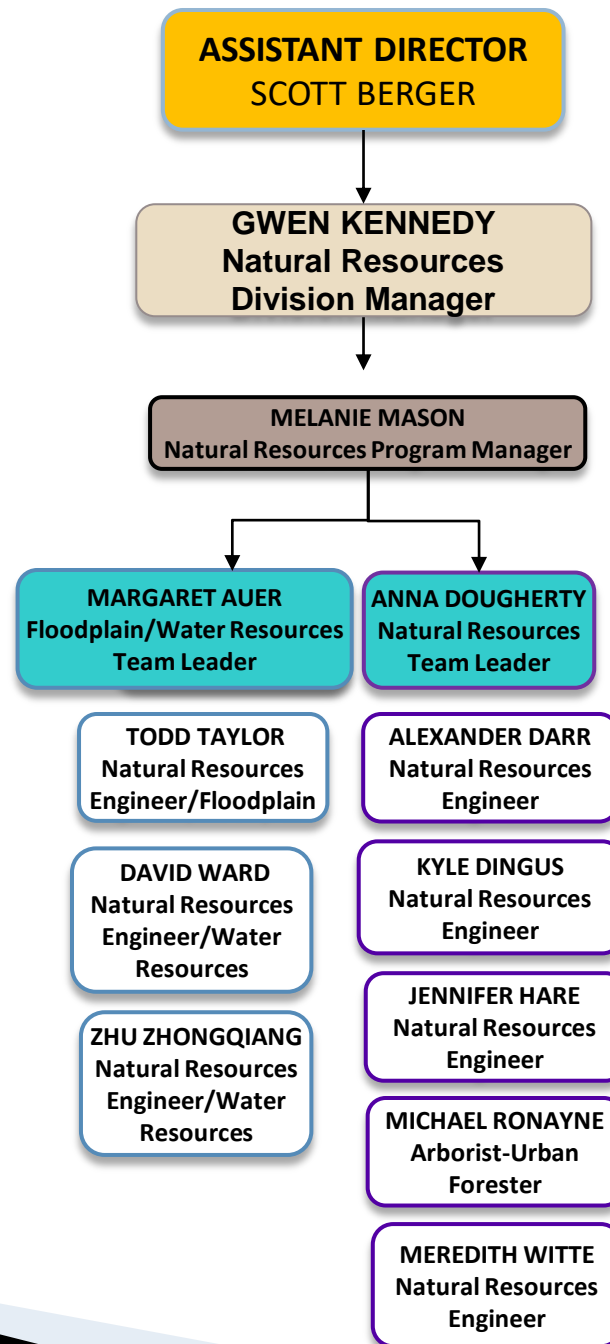 ASSISTANT DIRECTOR
SCOTT BERGER
GWEN KENNEDY
Natural Resources
Division Manager
MELANIE MASON
Natural Resources Program Manager
MARGARET AUER
Floodplain/Water Resources
Team Leader
TODD TAYLOR
Natural Resources
Engineer/Floodplain
DAVID WARD
Natural Resources
Engineer/Water
Resources
ZHU ZHONGQIANG
Natural Resources
Engineer/Water
Resources
ANNA DOUGHERTY
Natural Resources
Team Leader
ALEXANDER DARR
Natural Resources
Engineer
KYLE DINGUS
Natural Resources
Engineer
JENNIFER HARE
Natural Resources
Engineer
MICHAEL RONAYNE
Arborist-Urban
Forester
MEREDITH WITTE
Natural Resources
Engineer